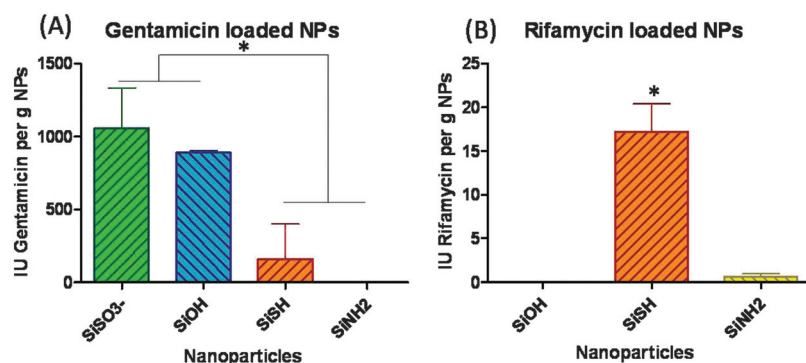 (A) Gentamicin loaded NPs
*
IU Gentamicin per g NPs
1500
1000
500
0
SiSO3-
SiOH
SiSH
SiNH2
Nanoparticles
(B) Rifamycin loaded NPs
*
IU Rifamycin per g NPs
25
20
15
10
5
0
SiOH
SiSH
SiNH2
Nanoparticles